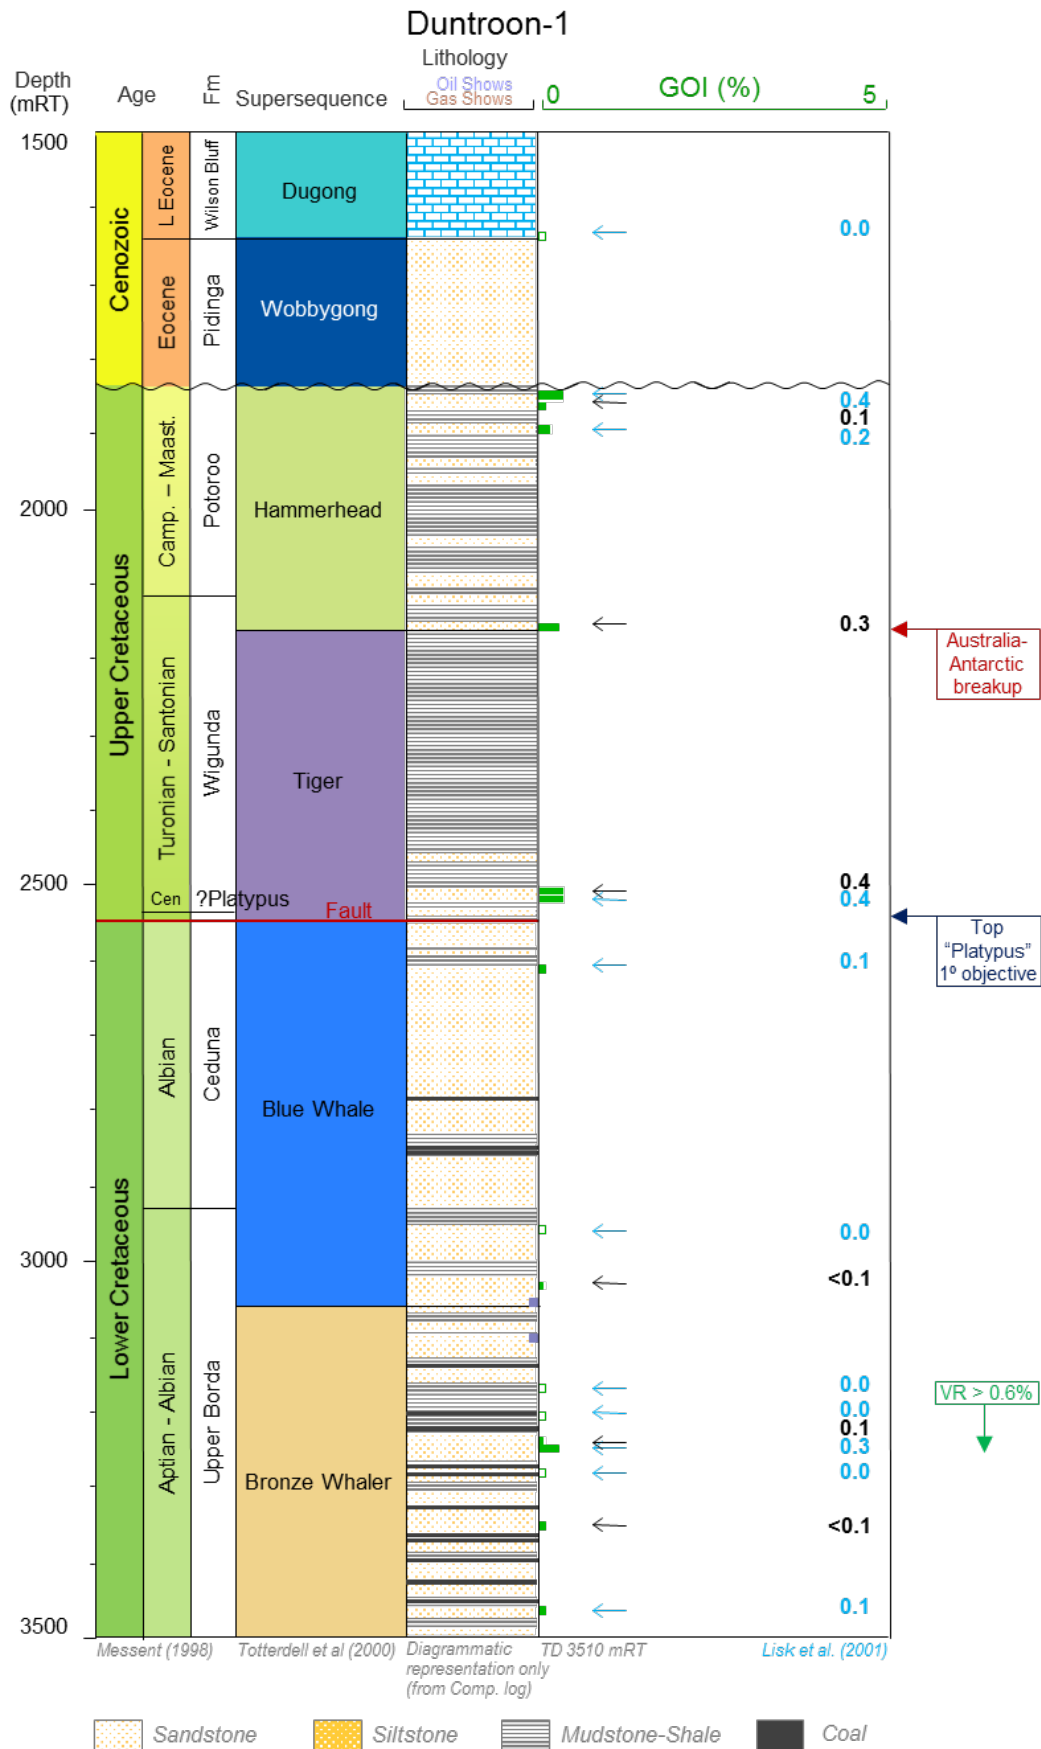 Duntroon-1
Depth
(mRT)
Age
Fm
Supersequence
Lithology
Oil Shows
Gas Shows
0
GOI (%)
5
1500
2000
2500
3000
3500
Cenozoic
Upper Cretaceous
Lower Cretaceous
L Eocene
Eocene
Camp. – Maast.
Turonian - Santonian
Cen
Albian
Aptian - Albian
Wilson Bluff
Pidinga
Potoroo
Wigunda
?Platypus
Ceduna
Upper Borda
Dugong
Wobbygong
Hammerhead
Tiger
Fault
Blue Whale
Bronze Whaler
0.0
0.4
0.1
0.2
0.3
0.4
0.4
0.1
0.0
<0.1
0.0
0.0
0.1
0.3
0.0
<0.1
0.1
Australia-
Antarctic
breakup
Top
“Platypus”
1º objective
VR > 0.6%
Messent (1998)
Totterdell et al (2000)
Diagrammatic
representation only
(from Comp. log)
TD 3510 mRT
Lisk et al. (2001)
Sandstone
Siltstone
Mudstone-Shale
Coal